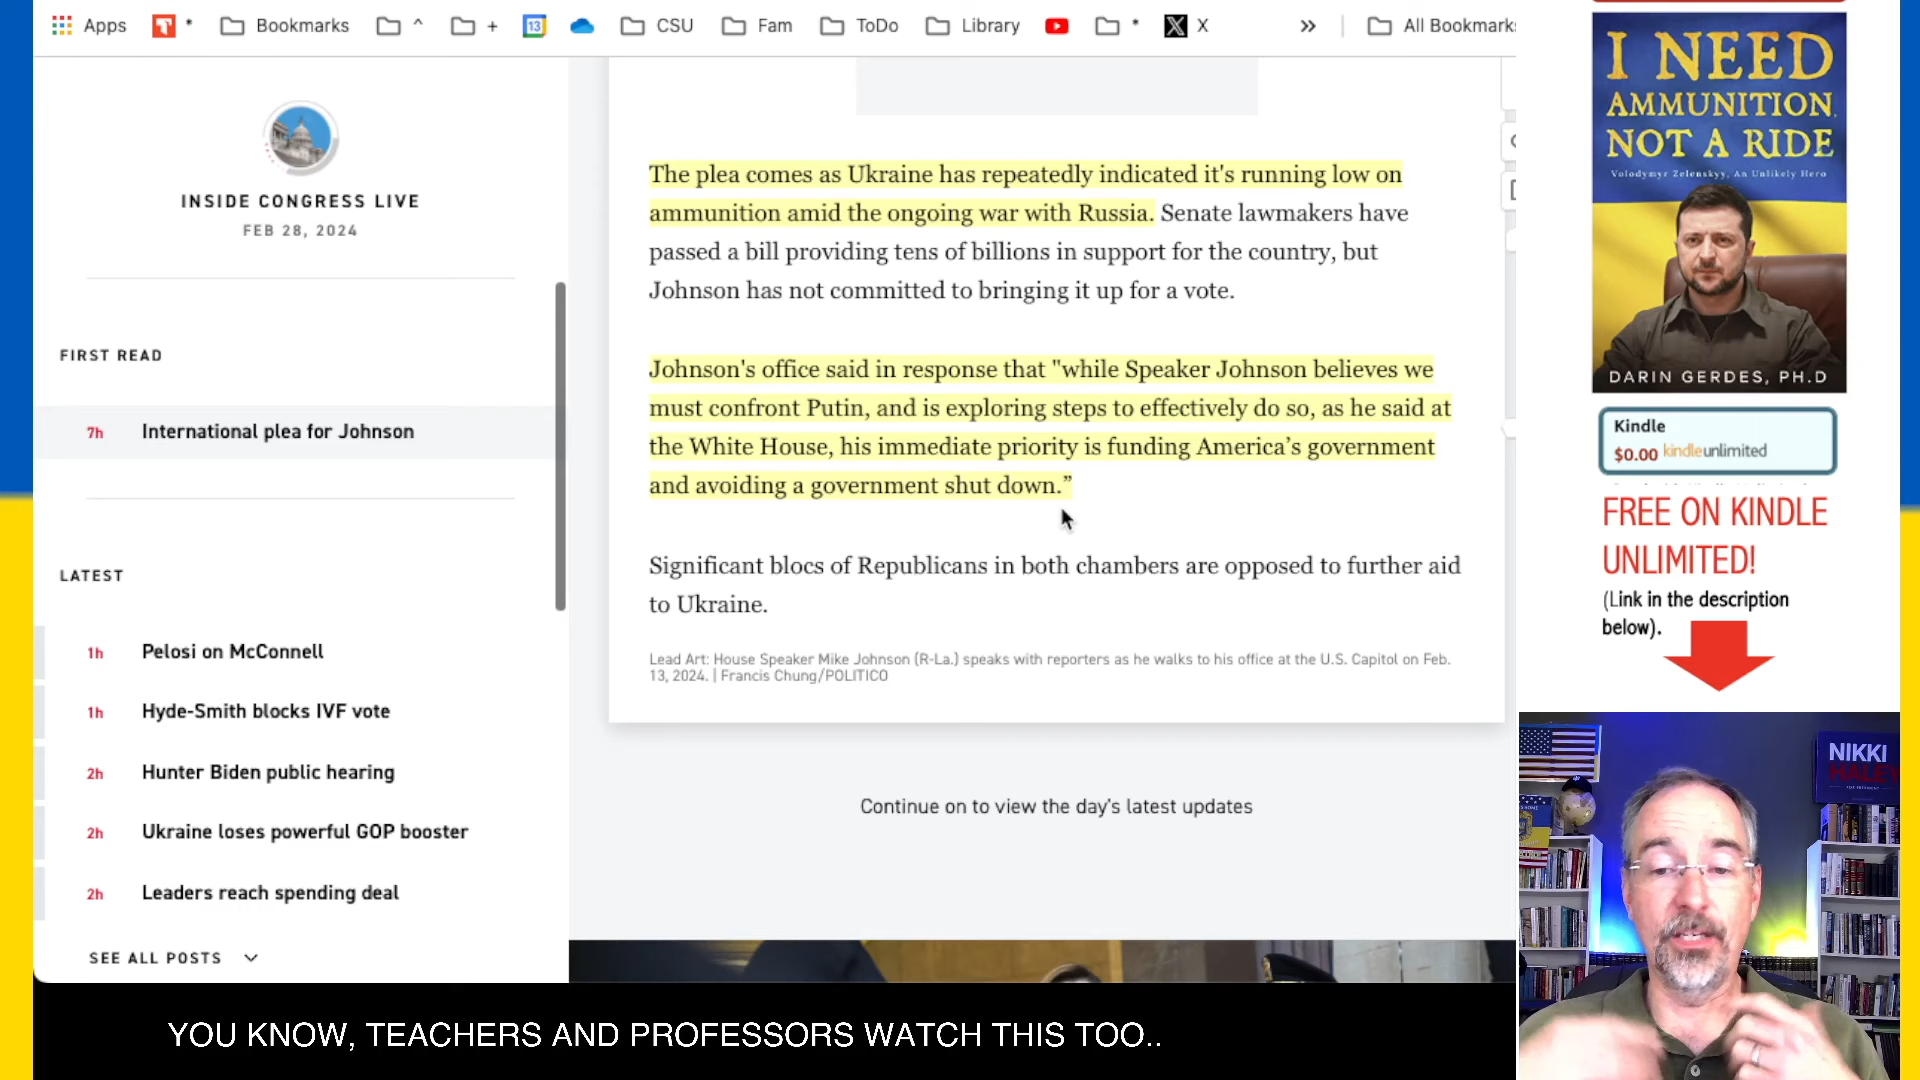 Apps
*
Bookmarks
^
+
13
CSU
Fam
ToDo
Library
*
X
»
All Bookmarks
INSIDE CONGRESS LIVE
FEB 28, 2024
FIRST READ
7h International plea for Johnson
LATEST
1h Pelosi on McConnell
1h Hyde-Smith blocks IVF vote
2h Hunter Biden public hearing
2h Ukraine loses powerful GOP booster
2h Leaders reach spending deal
SEE ALL POSTS
The plea comes as Ukraine has repeatedly indicated it's running low on
ammunition amid the ongoing war with Russia. Senate lawmakers have
passed a bill providing tens of billions in support for the country, but
Johnson has not committed to bringing it up for a vote.
Johnson's office said in response that "while Speaker Johnson believes we
must confront Putin, and is exploring steps to effectively do so, as he said at
the White House, his immediate priority is funding America’s government
and avoiding a government shut down.”
Significant blocs of Republicans in both chambers are opposed to further aid
to Ukraine.
Lead Art: House Speaker Mike Johnson (R-La.) speaks with reporters as he walks to his office at the U.S. Capitol on Feb.
13, 2024. | Francis Chung/POLITICO
Continue on to view the day's latest updates
I NEED
AMMUNITION,
NOT A RIDE
Volodymyr Zelenskyy, An Unlikely Hero
DARIN GERDES, PH.D
Kindle
$0.00 kindleunlimited
FREE ON KINDLE
UNLIMITED!
(Link in the description
below).
NIKKI
HALEY
YOU KNOW, TEACHERS AND PROFESSORS WATCH THIS TOO..